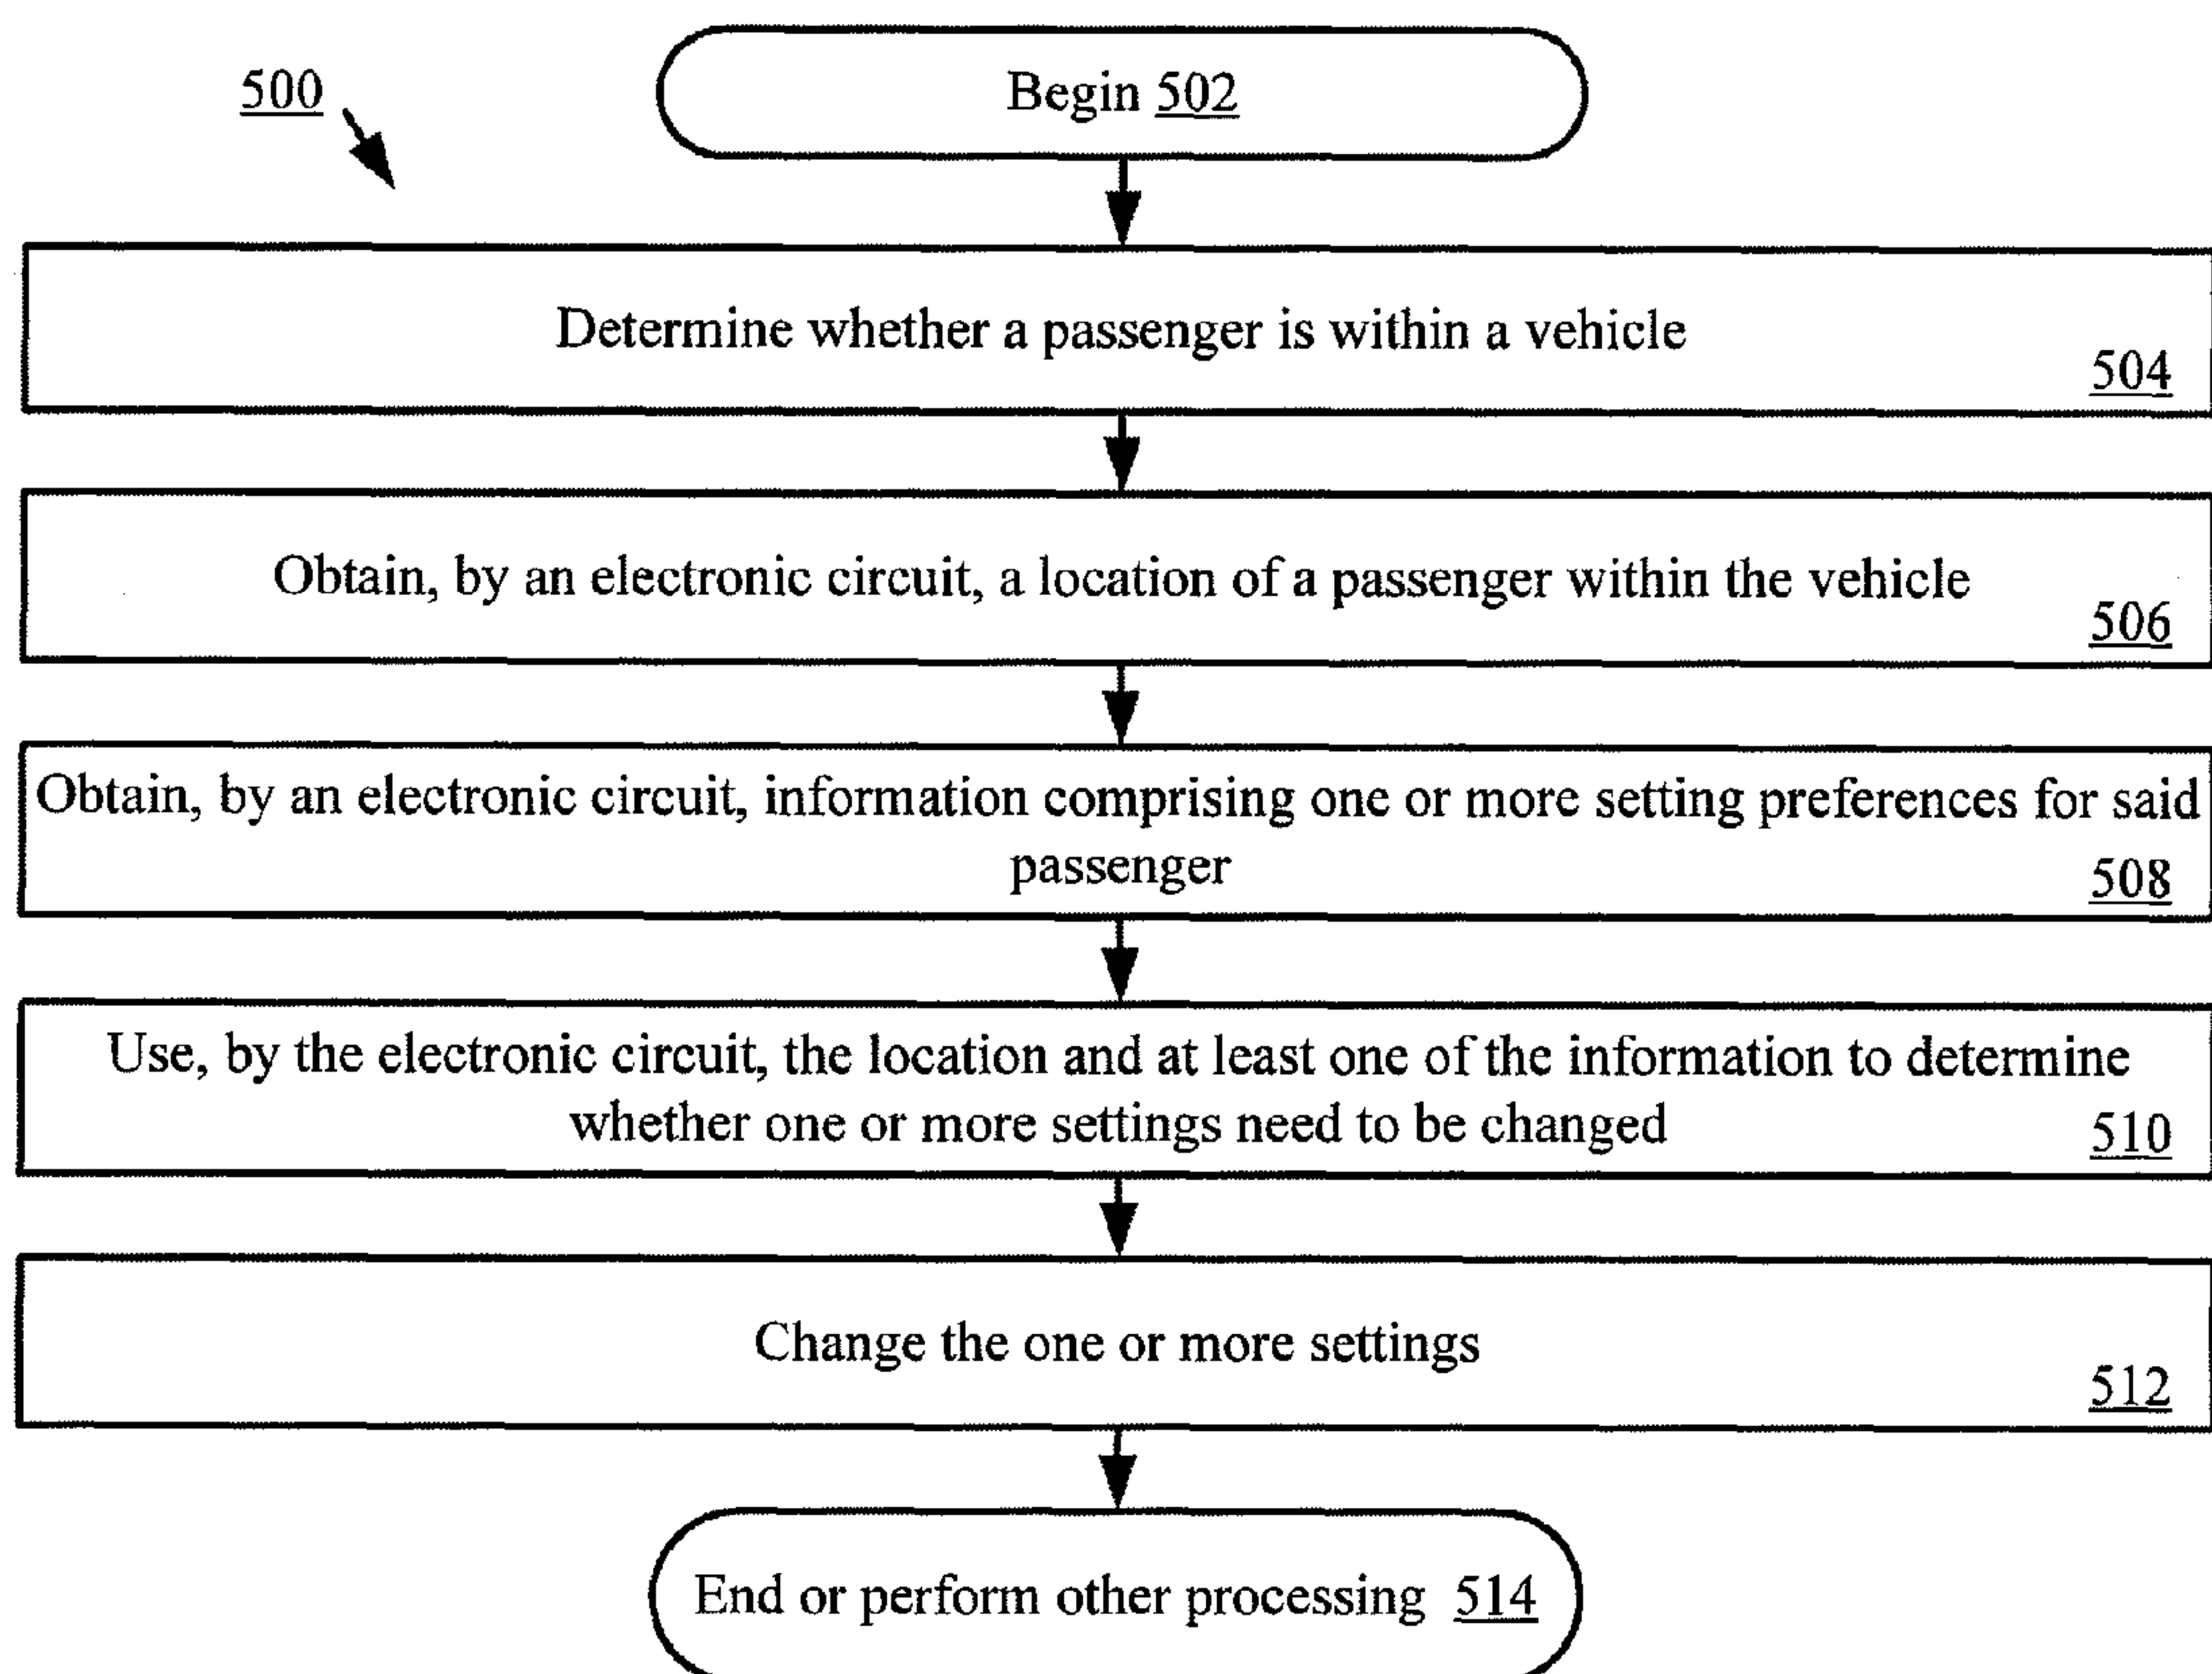 500
Begin 502
Determine whether a passenger is within a vehicle
504
Obtain, by an electronic circuit, a location of a passenger within the vehicle
506
Obtain, by an electronic circuit, information comprising one or more setting preferences for said
passenger
508
Use, by the electronic circuit, the location and at least one of the information to determine
whether one or more settings need to be changed
510
Change the one or more settings
512
End or perform other processing 514